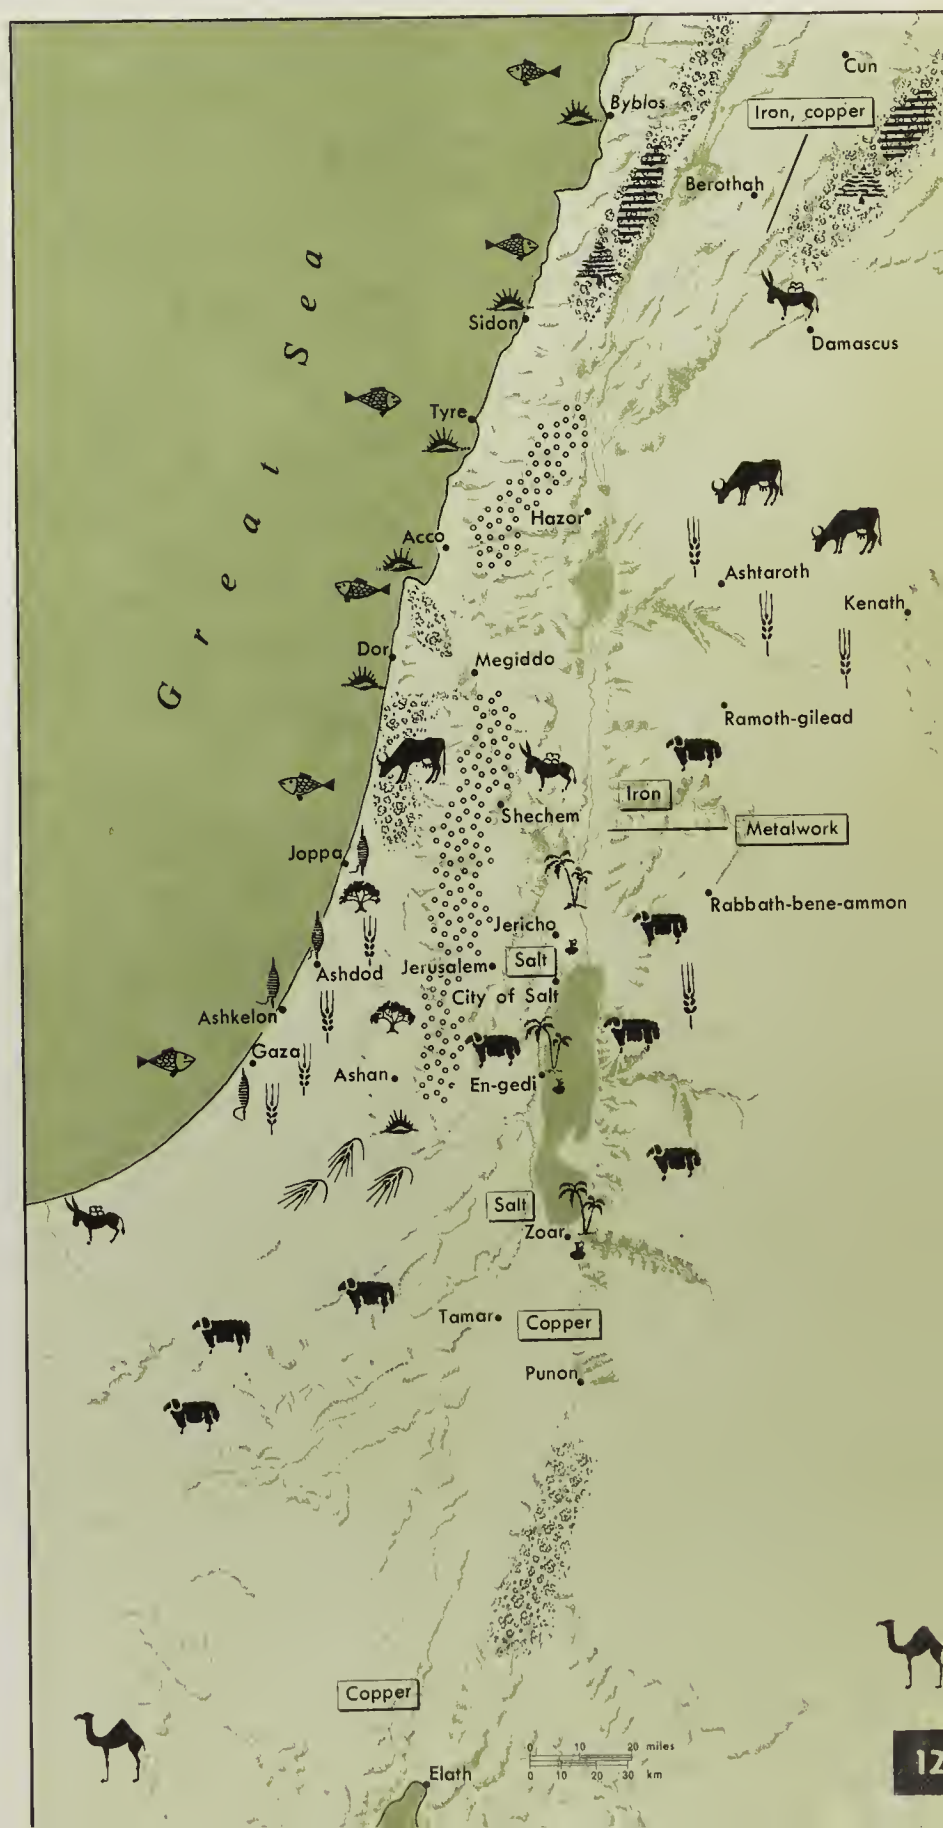 Cun
Byblos
Iron, copper
Berothah
Great Sea
Sidon
Damascus
Tyre
Hazor
Acco
Ashtaroth
Kenath
Dor
Megiddo
Ramoth-gilead
Iron
Shechem
Metalwork
Joppa
Rabbath-bene-ammon
Jericho
Salt
Ashdod
Jerusalem
City of Salt
Ashkelon
Gaza
Ashan
En-gedi
Salt
Zoar
Tamar
Copper
Punon
Copper
0 10 20 miles
0 10 20 30 km
12
Elath